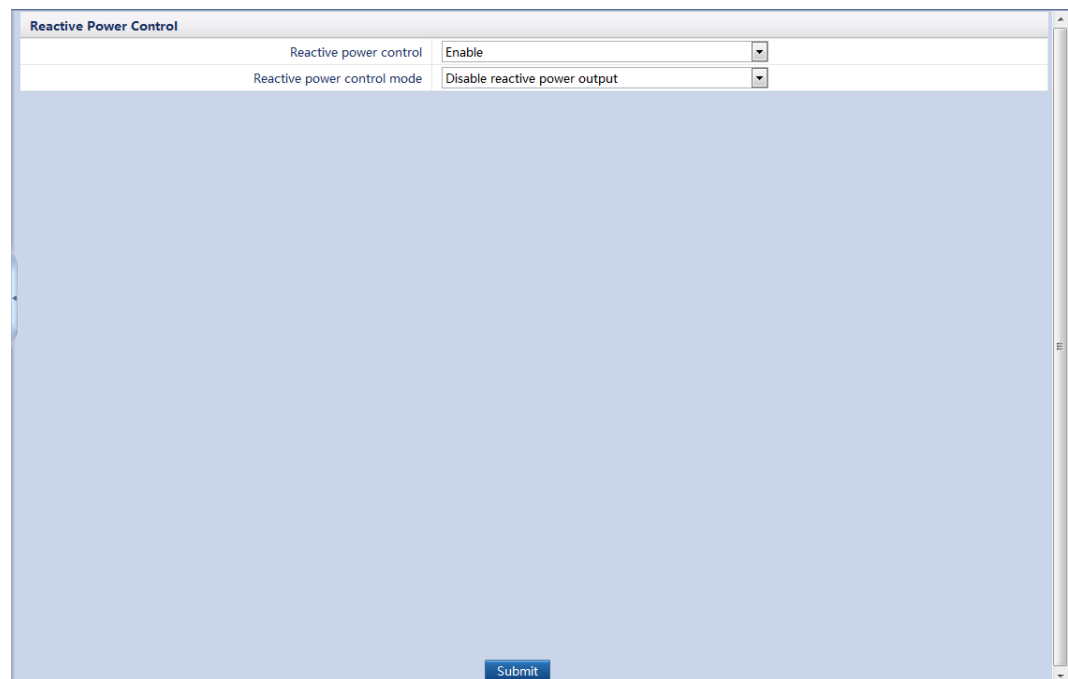 Reactive Power Control
Reactive power control Enable
Reactive power control mode Disable reactive power output
Submit